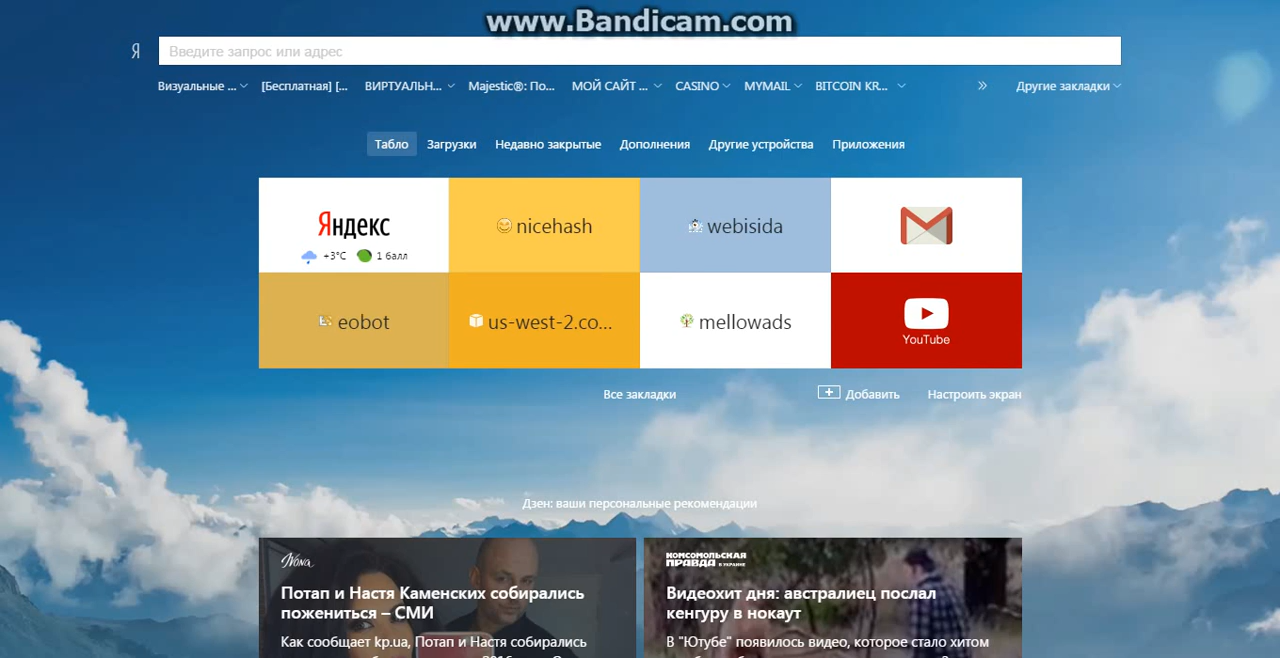 www.Bandicam.com
Я
Введите запрос или адрес
Визуальные ... [Бесплатная] [... ВИРТУАЛЬН... Majestic®: По... МОЙ САЙТ ... CASINO MYMAIL BITCOIN KR... » Другие закладки
Табло Загрузки Недавно закрытые Дополнения Другие устройства Приложения
Яндекс nicehash webisida
+3°C 1 балл
eobot us-west-2.co... mellowads YouTube
Все закладки Добавить Настроить экран
Дзен: ваши персональные рекомендации
Nona
Потап и Настя Каменских собирались
пожениться – СМИ
Как сообщает kp.ua, Потап и Настя собирались
КОМСОМОЛЬСКАЯ
ПРАВДА В УКРАИНЕ
Видеохит дня: австралиец послал
кенгуру в нокаут
В "Ютубе" появилось видео, которое стало хитом